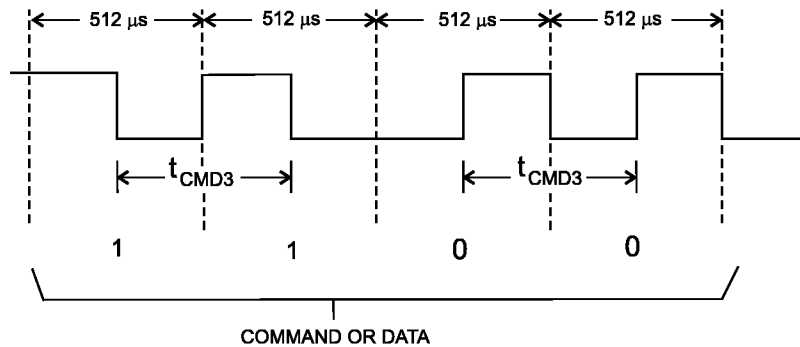 512 μs 512 μs 512 μs 512 μs
tCMD3 tCMD3
1 1 0 0
COMMAND OR DATA